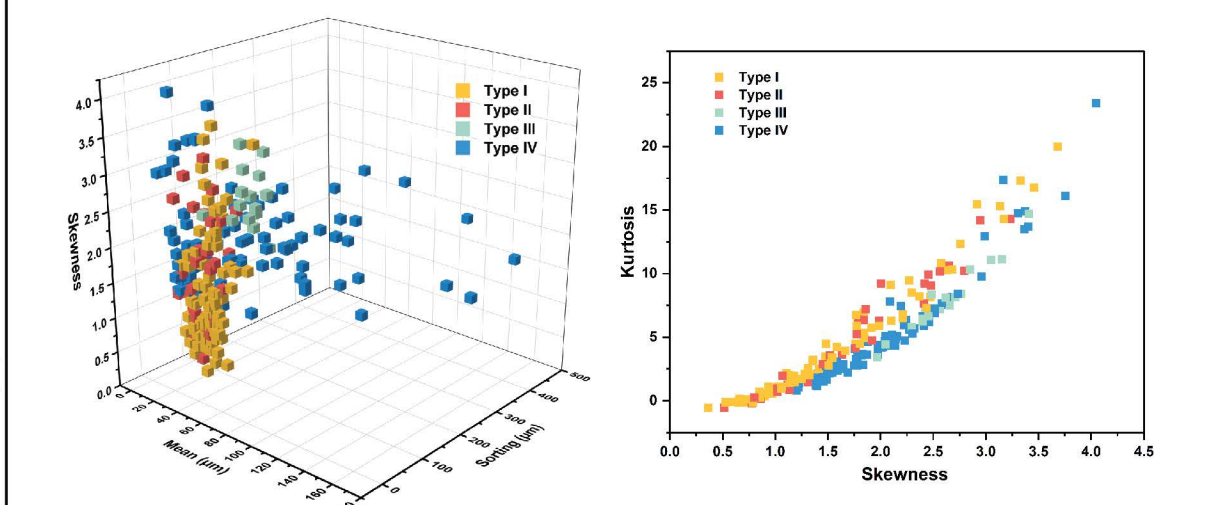 Type I
Type II
Type III
Type IV
4.0
3.5
3.0
2.5
2.0
1.5
1.0
0.5
0.0
Skewness
0
20
40
60
80
100
120
140
160
Mean (μm)
0
100
200
300
400
500
Sorting (μm)
Type I
Type II
Type III
Type IV
25
20
15
10
5
0
Kurtosis
0.0 0.5 1.0 1.5 2.0 2.5 3.0 3.5 4.0 4.5
Skewness